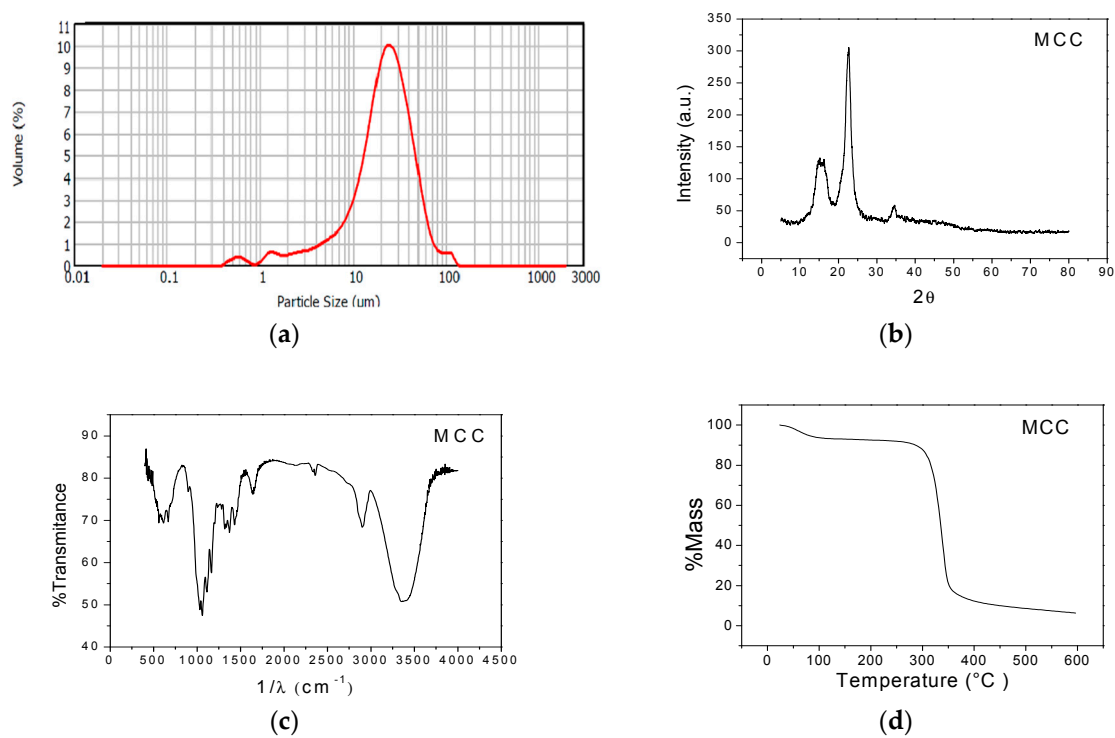 11
10
9
8
7
6
5
4
3
2
1
0
Volume (%)
0.01 0.1 1 10 100 1000 3000
Particle Size (um)
(a)
MCC
350
300
250
200
150
100
50
0
Intensity (a.u.)
0 10 20 30 40 50 60 70 80 90
2θ
(b)
MCC
90
80
70
60
50
40
%Transmitance
0 500 1000 1500 2000 2500 3000 3500 4000 4500
1/λ (cm⁻¹)
(c)
MCC
100
80
60
40
20
0
%Mass
0 100 200 300 400 500 600
Temperature (°C )
(d)